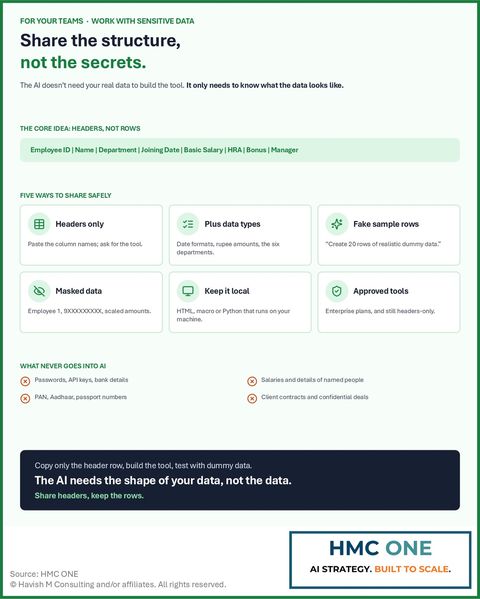 FOR YOUR TEAMS · WORK WITH SENSITIVE DATA
Share the structure,
not the secrets.
The AI doesn't need your real data to build the tool. It only needs to know what the data looks like.
THE CORE IDEA: HEADERS, NOT ROWS
Employee ID | Name | Department | Joining Date | Basic Salary | HRA | Bonus | Manager
FIVE WAYS TO SHARE SAFELY
Headers only
Paste the column names; ask for the tool.
Plus data types
Date formats, rupee amounts, the six
departments.
Fake sample rows
"Create 20 rows of realistic dummy data."
Masked data
Employee 1, 9XXXXXXXXX, scaled amounts.
Keep it local
HTML, macro or Python that runs on your
machine.
Approved tools
Enterprise plans, and still headers-only.
WHAT NEVER GOES INTO AI
Passwords, API keys, bank details
Salaries and details of named people
PAN, Aadhaar, passport numbers
Client contracts and confidential deals
Copy only the header row, build the tool, test with dummy data.
The AI needs the shape of your data, not the data.
Share headers, keep the rows.
HMC ONE
AI STRATEGY. BUILT TO SCALE.
Source: HMC ONE
© Havish M Consulting and/or affiliates. All rights reserved.